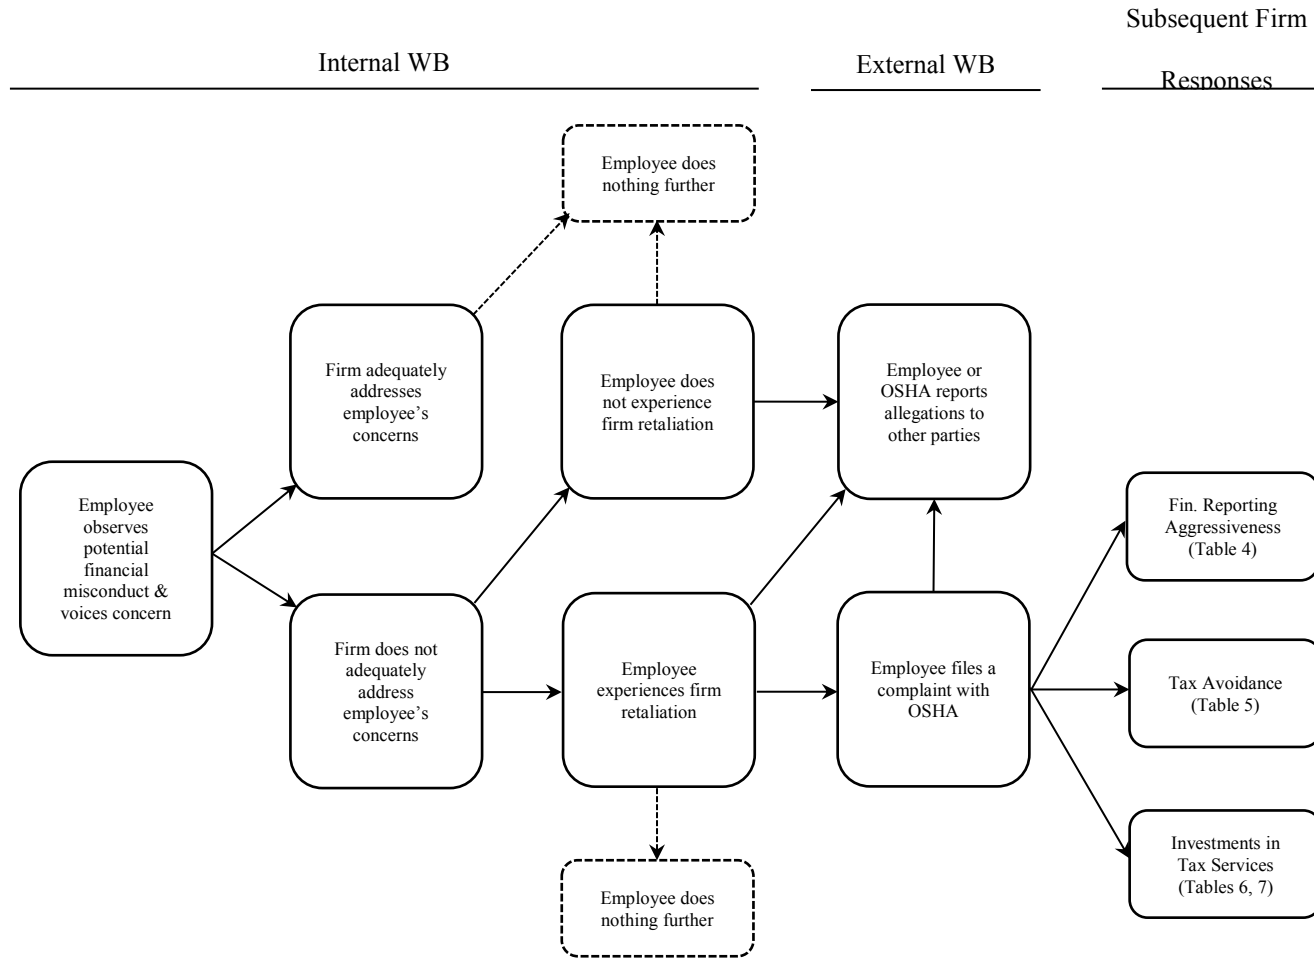 Internal WB
External WB
Subsequent Firm
Responses
Employee does
nothing further
Firm adequately
addresses
employee’s
concerns
Employee does
not experience
firm retaliation
Employee or
OSHA reports
allegations to
other parties
Employee
observes
potential
financial
misconduct &
voices concern
Fin. Reporting
Aggressiveness
(Table 4)
Firm does not
adequately
address
employee’s
concerns
Employee
experiences firm
retaliation
Employee files a
complaint with
OSHA
Tax Avoidance
(Table 5)
Investments in
Tax Services
(Tables 6, 7)
Employee does
nothing further